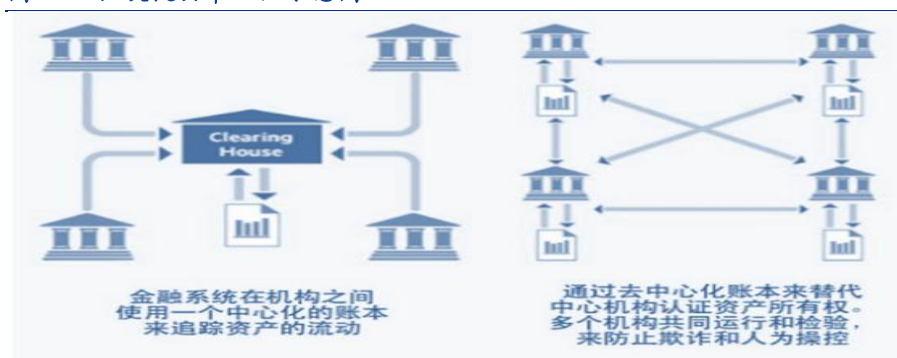 Clearing
House
金融系统在机构之间
使用一个中心化的账本
来追踪资产的流动
通过去中心化账本来替代
中心机构认证资产所有权。
多个机构共同运行和检验，
来防止欺诈和人为操控